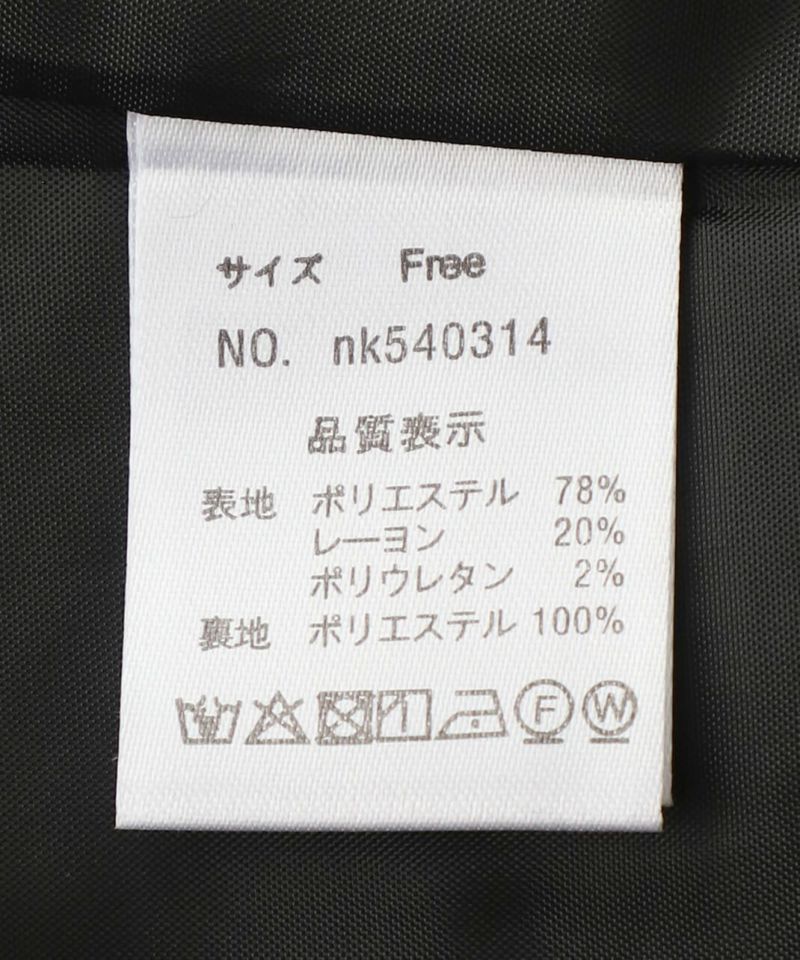 サイズ Free
NO. nk540314
品質表示
表地 ポリエステル 78%
レーヨン 20%
ポリウレタン 2%
裏地 ポリエステル 100%
F W